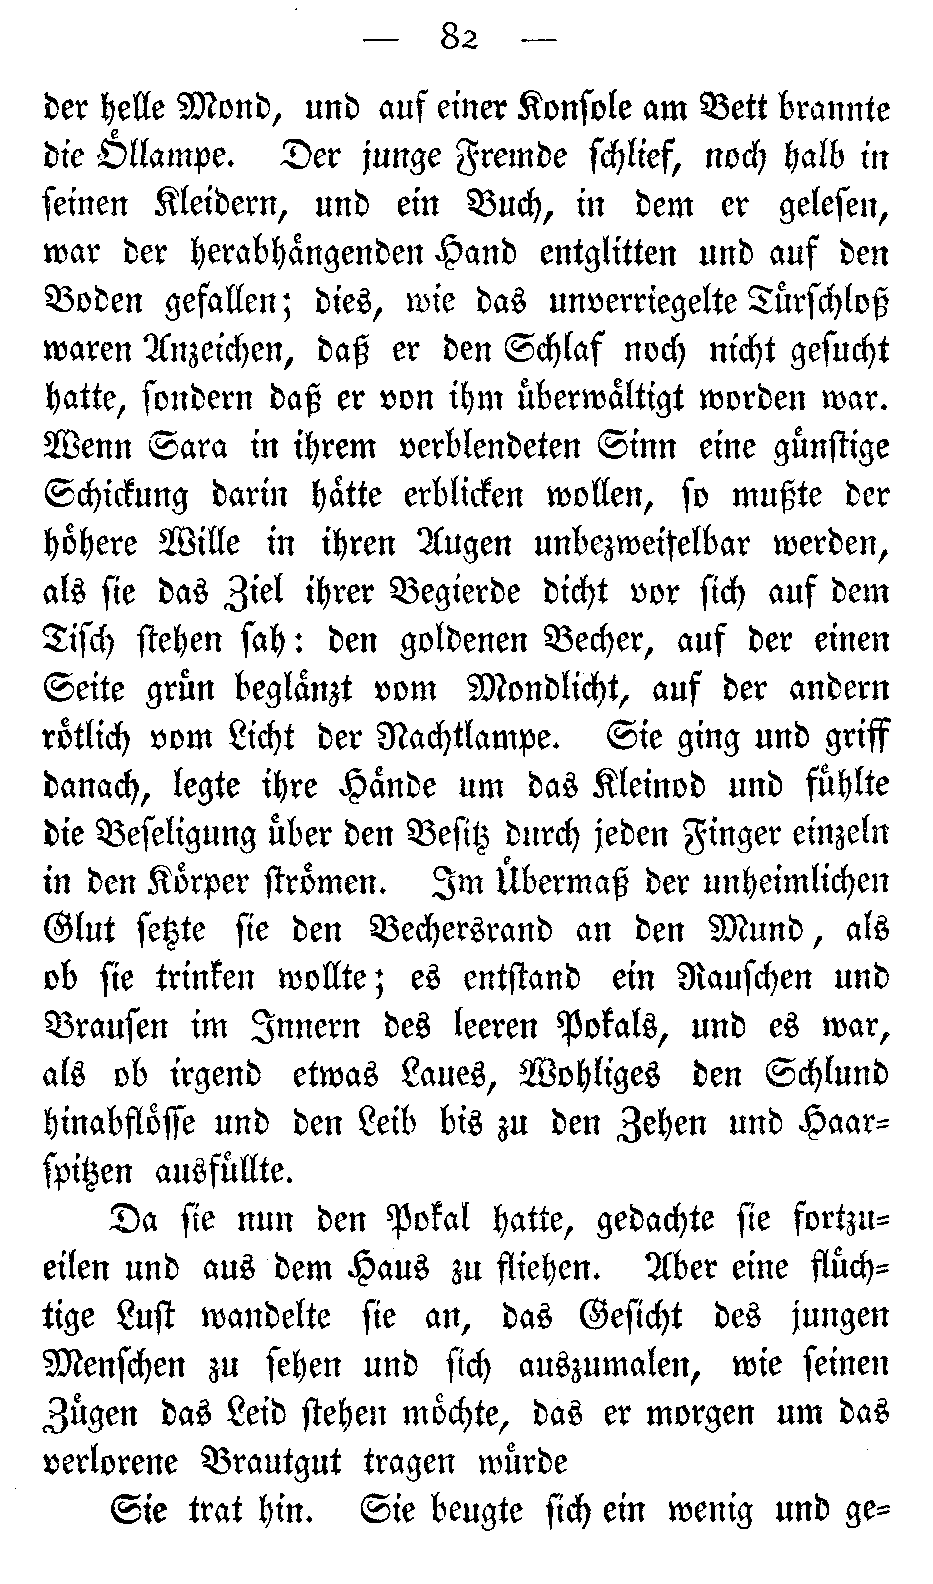 — 82 —
der helle Mond, und auf einer Konsole am Bett brannte
die Öllampe. Der junge Fremde schlief, noch halb in
seinen Kleidern, und ein Buch, in dem er gelesen,
war der herabhängenden Hand entglitten und auf den
Boden gefallen; dies, wie das unverriegelte Türschloß
waren Anzeichen, daß er den Schlaf noch nicht gesucht
hatte, sondern daß er von ihm überwältigt worden war.
Wenn Sara in ihrem verblendeten Sinn eine günstige
Schickung darin hätte erblicken wollen, so mußte der
höhere Wille in ihren Augen unbezweifelbar werden,
als sie das Ziel ihrer Begierde dicht vor sich auf dem
Tisch stehen sah: den goldenen Becher, auf der einen
Seite grün beglänzt vom Mondlicht, auf der andern
rötlich vom Licht der Nachtlampe. Sie ging und griff
danach, legte ihre Hände um das Kleinod und fühlte
die Beseligung über den Besitz durch jeden Finger einzeln
in den Körper strömen. Im Übermaß der unheimlichen
Glut setzte sie den Bechersrand an den Mund, als
ob sie trinken wollte; es entstand ein Rauschen und
Brausen im Innern des leeren Pokals, und es war,
als ob irgend etwas Laues, Wohliges den Schlund
hinabflösse und den Leib bis zu den Zehen und Haar-
spitzen ausfüllte.
Da sie nun den Pokal hatte, gedachte sie fortzu-
eilen und aus dem Haus zu fliehen. Aber eine flüch-
tige Lust wandelte sie an, das Gesicht des jungen
Menschen zu sehen und sich auszumalen, wie seinen
Zügen das Leid stehen möchte, das er morgen um das
verlorene Brautgut tragen würde
Sie trat hin. Sie beugte sich ein wenig und ge-